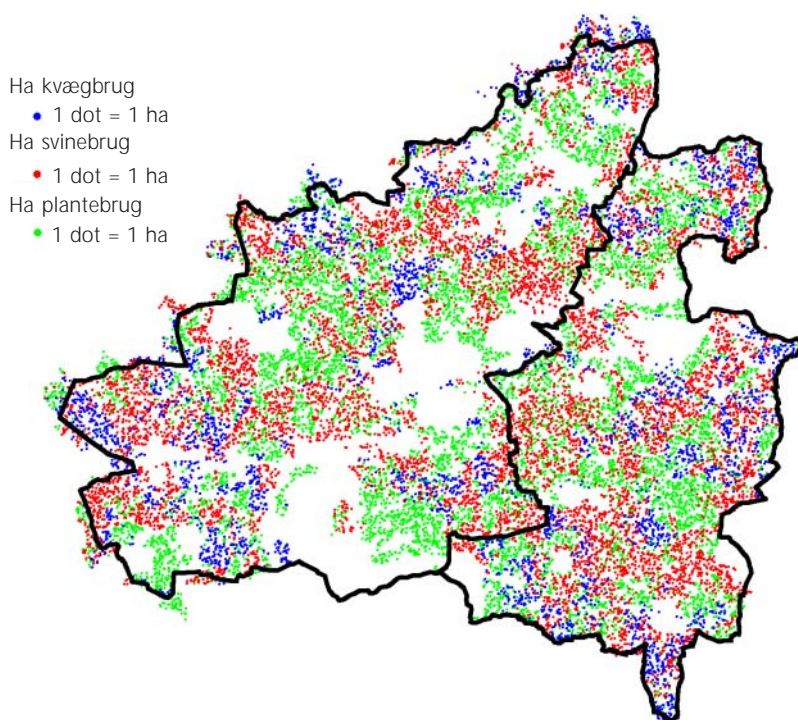 Ha kvægbrug
1 dot = 1 ha
Ha svinebrug
1 dot = 1 ha
Ha plantebrug
1 dot = 1 ha